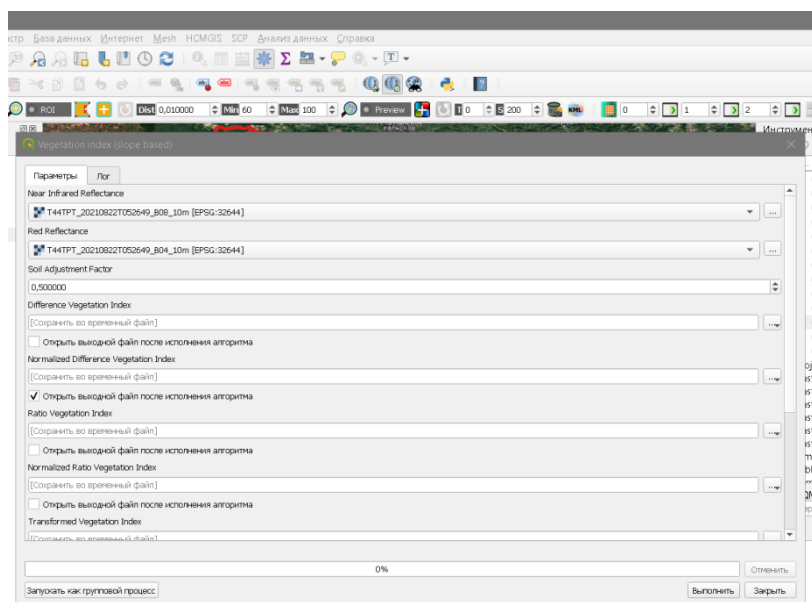 стр База данных Интернет Mesh HCMGIS SCP Анализ данных Справка
ROI Dist 0,010000 Min 60 Max 100 Preview T 0 S 200 KML 0 1 2
Инструмен
Vegetation index (slope based)
Параметры Лог
Near Infrared Reflectance
T44TPT_20210822T052649_B08_10m [EPSG:32644]
Red Reflectance
T44TPT_20210822T052649_B04_10m [EPSG:32644]
Soil Adjustment Factor
0,500000
Difference Vegetation Index
[Сохранить во временный файл]
Открыть выходной файл после исполнения алгоритма
Normalized Difference Vegetation Index
[Сохранить во временный файл]
Открыть выходной файл после исполнения алгоритма
Ratio Vegetation Index
[Сохранить во временный файл]
Открыть выходной файл после исполнения алгоритма
Normalized Ratio Vegetation Index
[Сохранить во временный файл]
Открыть выходной файл после исполнения алгоритма
Transformed Vegetation Index
[Сохранить во временный файл]
0% Отменить
Запускать как групповой процесс Выполнить Закрыть